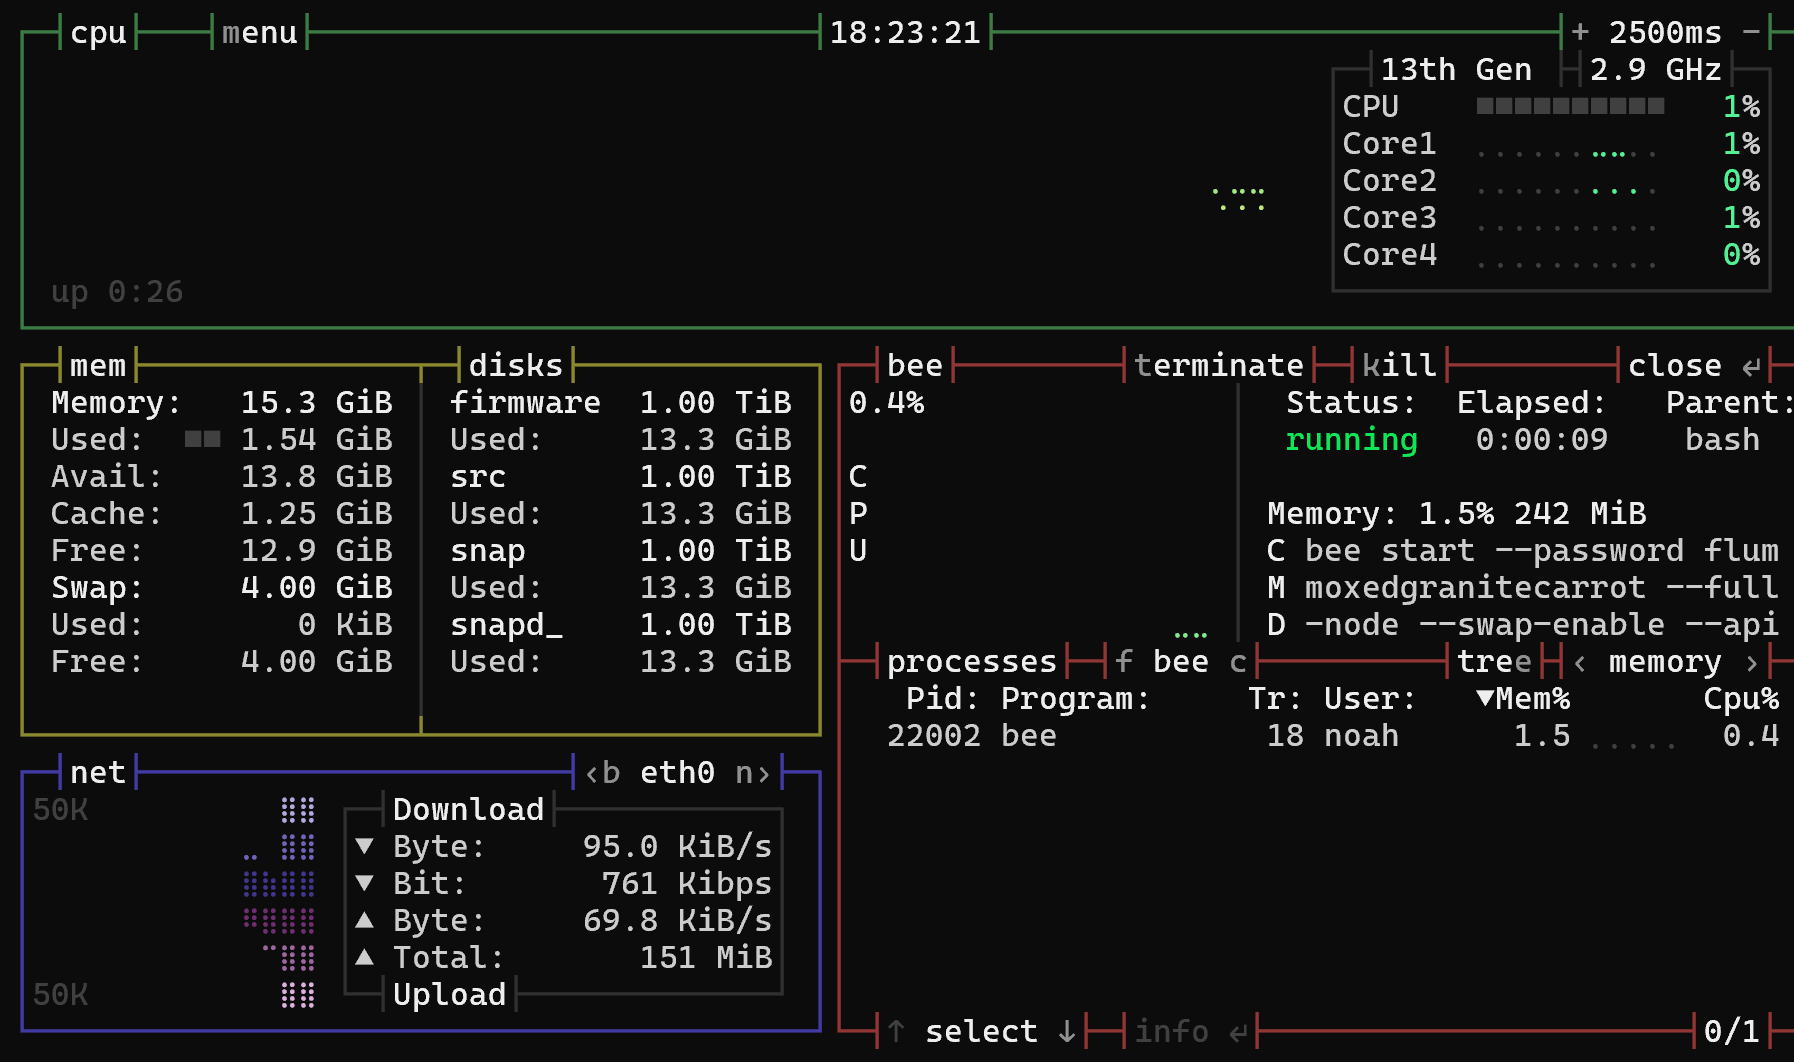 cpu menu 18:23:21 + 2500ms -
13th Gen 2.9 GHz
CPU 1%
Core1 1%
Core2 0%
Core3 1%
Core4 0%
up 0:26
mem disks
Memory: 15.3 GiB firmware 1.00 TiB
Used: 1.54 GiB Used: 13.3 GiB
Avail: 13.8 GiB src 1.00 TiB
Cache: 1.25 GiB Used: 13.3 GiB
Free: 12.9 GiB snap 1.00 TiB
Swap: 4.00 GiB Used: 13.3 GiB
Used: 0 KiB snapd_ 1.00 TiB
Free: 4.00 GiB Used: 13.3 GiB
bee terminate kill close ↵
0.4% Status: Elapsed: Parent:
running 0:00:09 bash
C
P Memory: 1.5% 242 MiB
U C bee start --password flum
M moxedgranitecarrot --full
D -node --swap-enable --api
processes f bee c tree ‹ memory ›
Pid: Program: Tr: User: ▼Mem% Cpu%
22002 bee 18 noah 1.5 0.4
↑ select ↓ info ↵ 0/1
net ‹b eth0 n›
50K Download
▼ Byte: 95.0 KiB/s
▼ Bit: 761 Kibps
▲ Byte: 69.8 KiB/s
▲ Total: 151 MiB
50K Upload